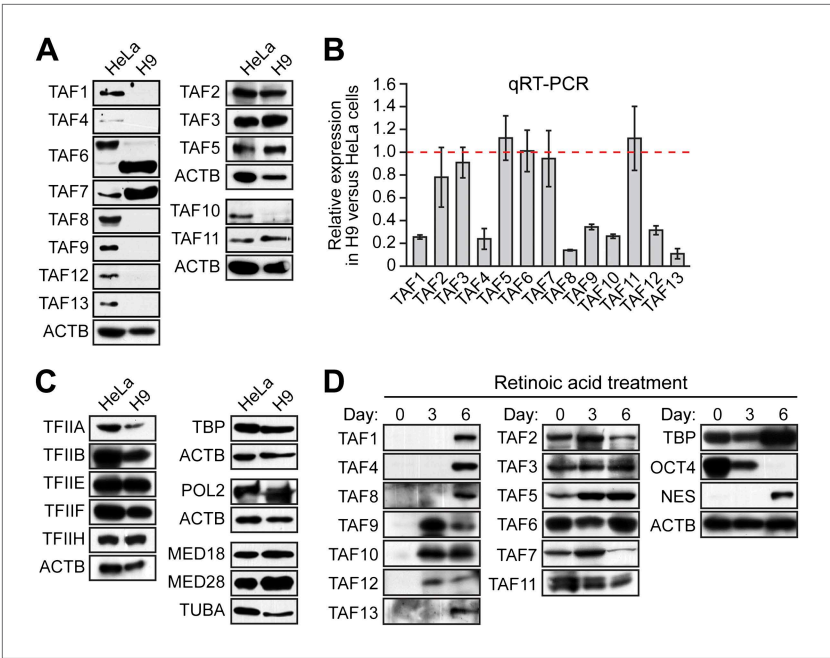 A
HeLa H9
TAF1
TAF4
TAF6
TAF7
TAF8
TAF9
TAF12
TAF13
ACTB
HeLa H9
TAF2
TAF3
TAF5
ACTB
TAF10
TAF11
ACTB
B
qRT-PCR
Relative expression
in H9 versus HeLa cells
1.6
1.4
1.2
1.0
0.8
0.6
0.4
0.2
0
TAF1 TAF2 TAF3 TAF4 TAF5 TAF6 TAF7 TAF8 TAF9 TAF10 TAF11 TAF12 TAF13
C
HeLa H9
TFIIA
TFIIB
TFIIE
TFIIF
TFIIH
ACTB
HeLa H9
TBP
ACTB
POL2
ACTB
MED18
MED28
TUBA
D
Retinoic acid treatment
Day: 0 3 6
TAF1
TAF4
TAF8
TAF9
TAF10
TAF12
TAF13
Day: 0 3 6
TAF2
TAF3
TAF5
TAF6
TAF7
TAF11
Day: 0 3 6
TBP
OCT4
NES
ACTB